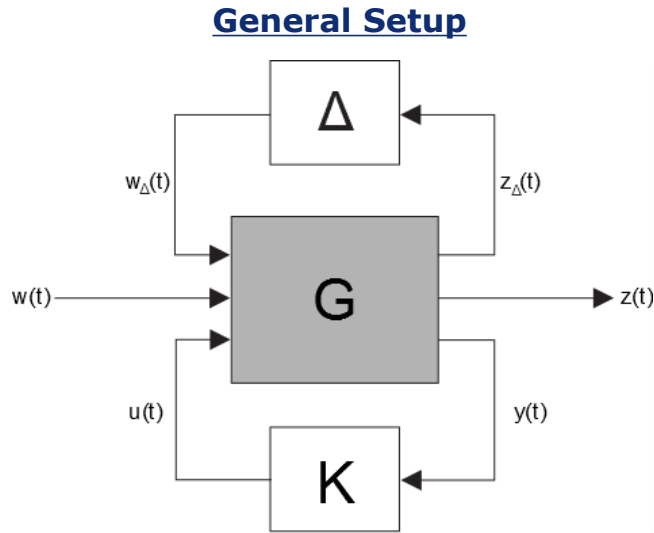 General Setup
Δ
w_Δ(t)
z_Δ(t)
w(t)
G
z(t)
u(t)
y(t)
K